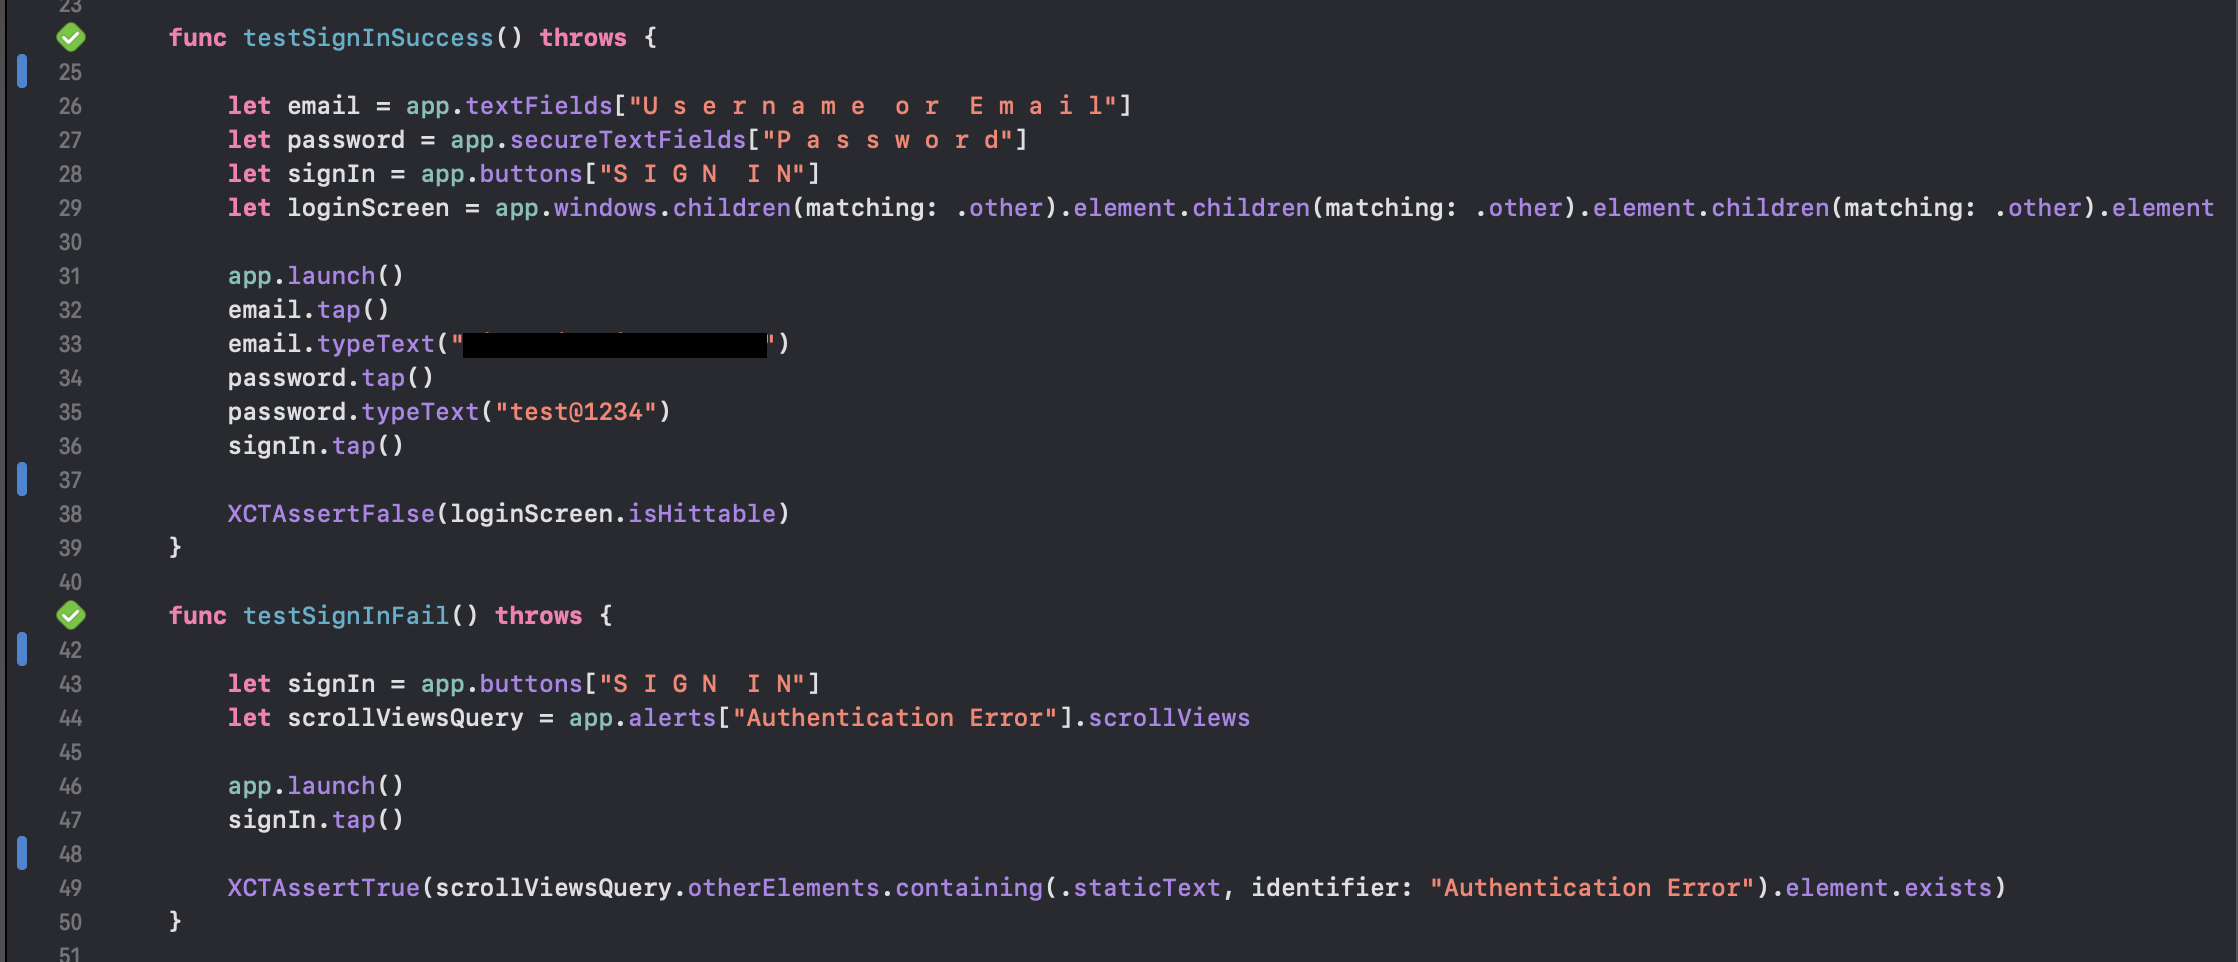 23
func testSignInSuccess() throws {
25
26 let email = app.textFields["U s e r n a m e  o r  E m a i l"]
27 let password = app.secureTextFields["P a s s w o r d"]
28 let signIn = app.buttons["S I G N  I N"]
29 let loginScreen = app.windows.children(matching: .other).element.children(matching: .other).element.children(matching: .other).element
30
31 app.launch()
32 email.tap()
33 email.typeText("")
34 password.tap()
35 password.typeText("test@1234")
36 signIn.tap()
37
38 XCTAssertFalse(loginScreen.isHittable)
39 }
40
func testSignInFail() throws {
42
43 let signIn = app.buttons["S I G N  I N"]
44 let scrollViewsQuery = app.alerts["Authentication Error"].scrollViews
45
46 app.launch()
47 signIn.tap()
48
49 XCTAssertTrue(scrollViewsQuery.otherElements.containing(.staticText, identifier: "Authentication Error").element.exists)
50 }
51